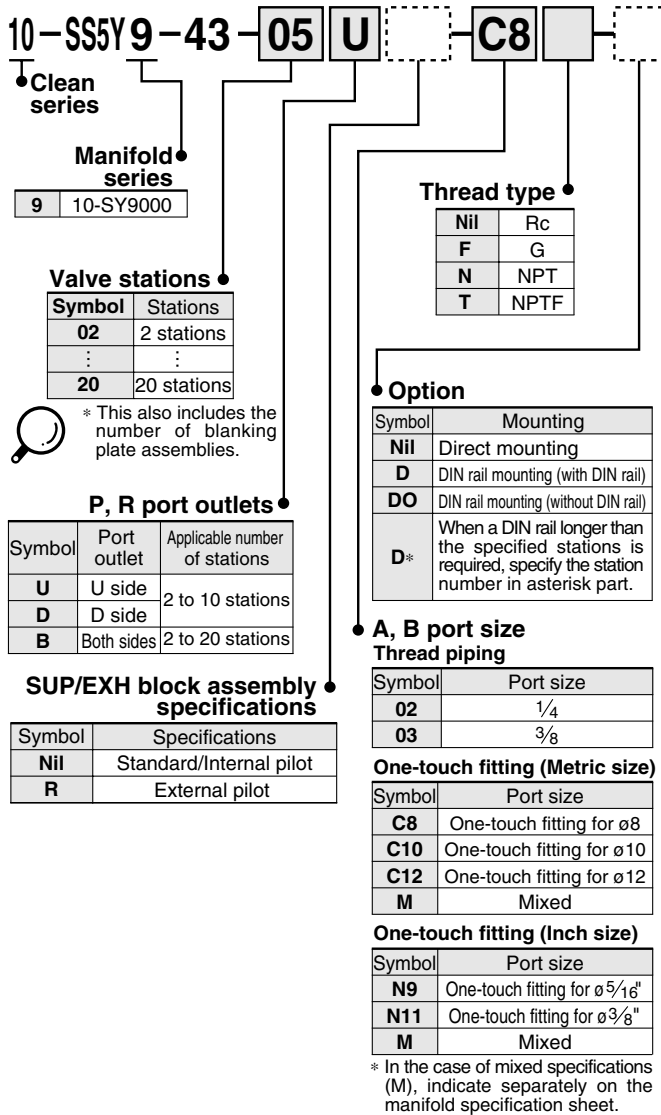 10-SS5Y9-43-05U-C8-
Clean
series
Manifold
series
9 10-SY9000
Valve stations
Symbol Stations
02 2 stations
⋮ ⋮
20 20 stations
* This also includes the
number of blanking
plate assemblies.
P, R port outlets
Symbol Port outlet Applicable number of stations
U U side 2 to 10 stations
D D side
B Both sides 2 to 20 stations
SUP/EXH block assembly
specifications
Symbol Specifications
Nil Standard/Internal pilot
R External pilot
Thread type
Nil Rc
F G
N NPT
T NPTF
Option
Symbol Mounting
Nil Direct mounting
D DIN rail mounting (with DIN rail)
DO DIN rail mounting (without DIN rail)
D* When a DIN rail longer than
the specified stations is
required, specify the station
number in asterisk part.
A, B port size
Thread piping
Symbol Port size
02 1/4
03 3/8
One-touch fitting (Metric size)
Symbol Port size
C8 One-touch fitting for ø8
C10 One-touch fitting for ø10
C12 One-touch fitting for ø12
M Mixed
One-touch fitting (Inch size)
Symbol Port size
N9 One-touch fitting for ø5/16"
N11 One-touch fitting for ø3/8"
M Mixed
* In the case of mixed specifications
(M), indicate separately on the
manifold specification sheet.